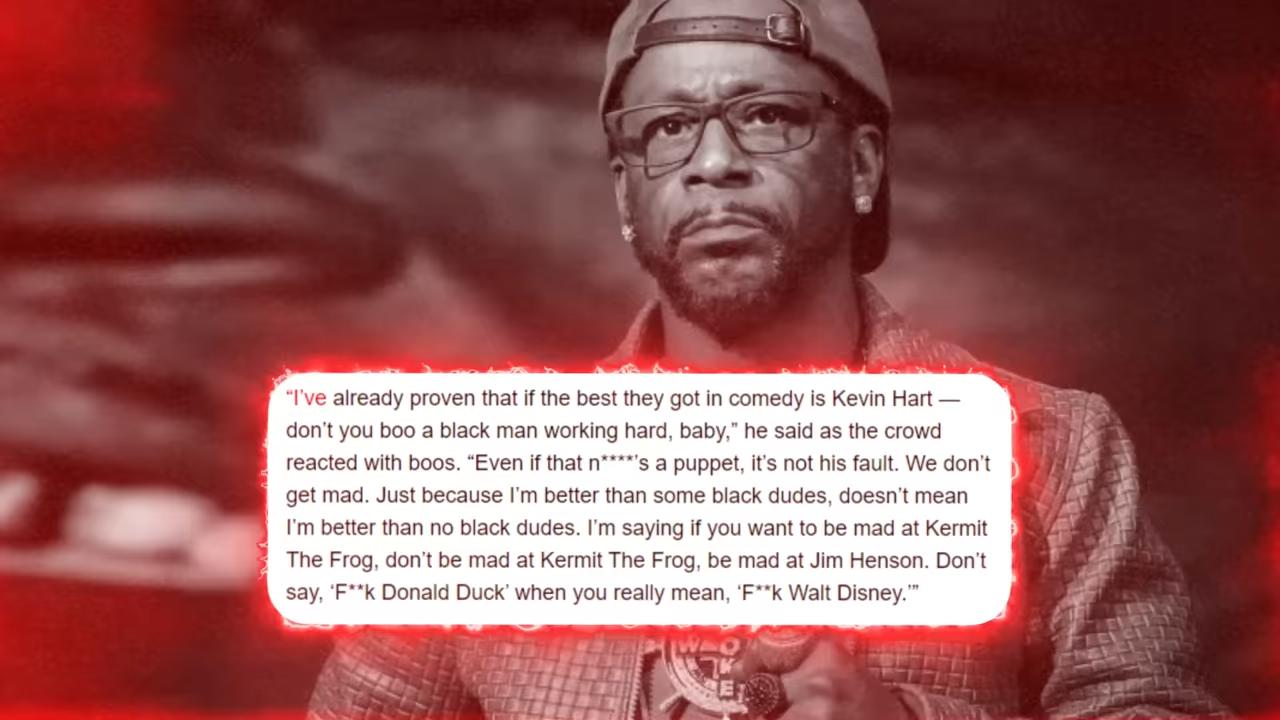 “I’ve already proven that if the best they got in comedy is Kevin Hart —
don’t you boo a black man working hard, baby,” he said as the crowd
reacted with boos. “Even if that n****’s a puppet, it’s not his fault. We don’t
get mad. Just because I’m better than some black dudes, doesn’t mean
I’m better than no black dudes. I’m saying if you want to be mad at Kermit
The Frog, don’t be mad at Kermit The Frog, be mad at Jim Henson. Don’t
say, ‘F**k Donald Duck’ when you really mean, ‘F**k Walt Disney.’”